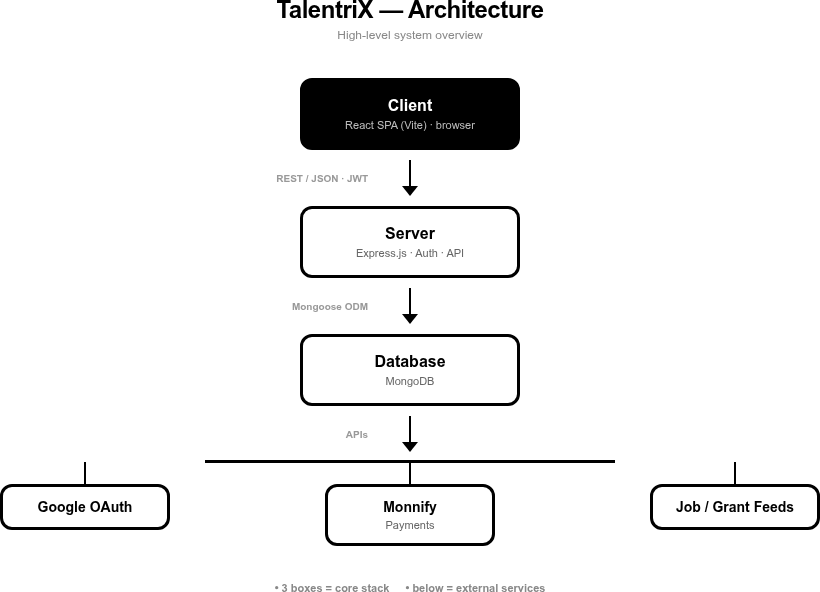 TalentriX — Architecture
High-level system overview
Client
React SPA (Vite) · browser
REST / JSON · JWT
Server
Express.js · Auth · API
Mongoose ODM
Database
MongoDB
APIs
Google OAuth
Monnify
Payments
Job / Grant Feeds
• 3 boxes = core stack • below = external services